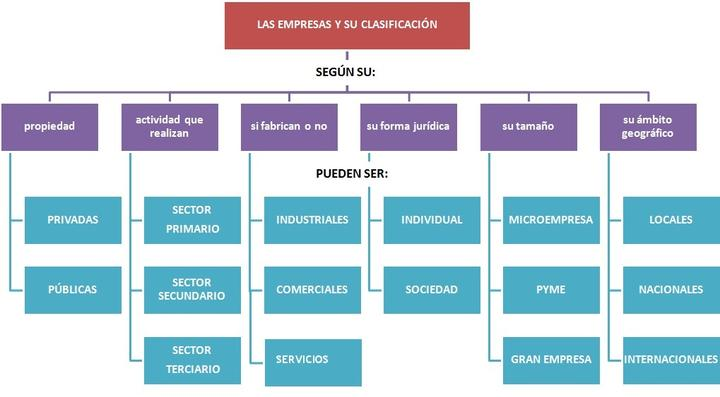 LAS EMPRESAS Y SU CLASIFICACIÓN
SEGÚN SU:
propiedad
actividad que
realizan
si fabrican o no
su forma jurídica
su tamaño
su ámbito
geográfico
PUEDEN SER:
PRIVADAS
SECTOR
PRIMARIO
INDUSTRIALES
INDIVIDUAL
MICROEMPRESA
LOCALES
PÚBLICAS
SECTOR
SECUNDARIO
COMERCIALES
SOCIEDAD
PYME
NACIONALES
SECTOR
TERCIARIO
SERVICIOS
GRAN EMPRESA
INTERNACIONALES